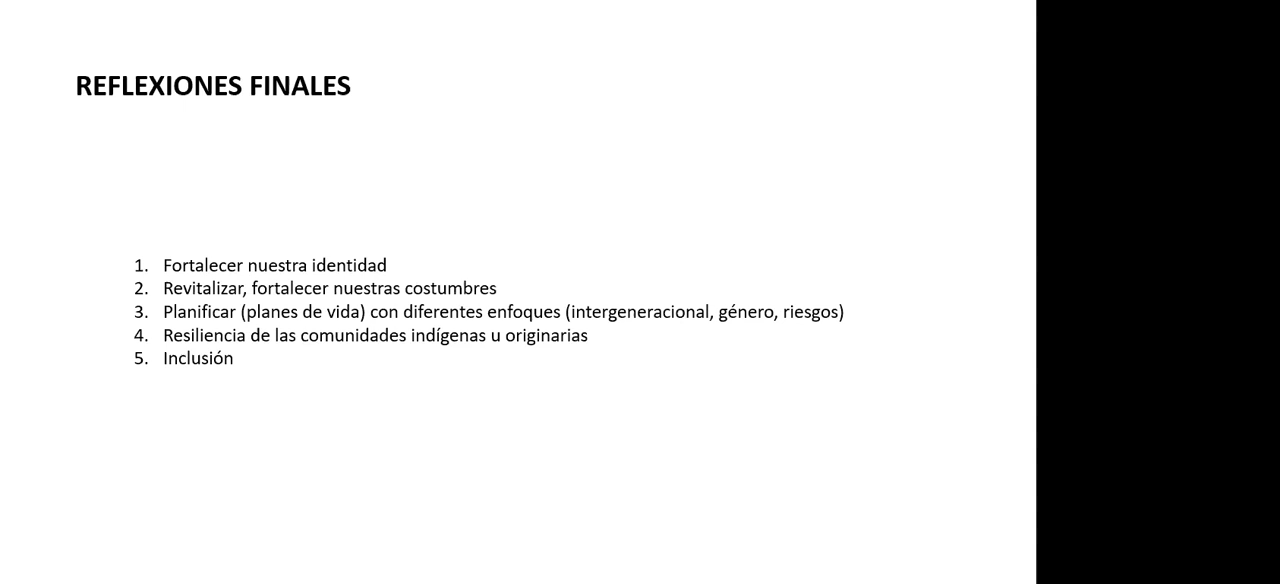 REFLEXIONES FINALES
1. Fortalecer nuestra identidad
2. Revitalizar, fortalecer nuestras costumbres
3. Planificar (planes de vida) con diferentes enfoques (intergeneracional, género, riesgos)
4. Resiliencia de las comunidades indígenas u originarias
5. Inclusión